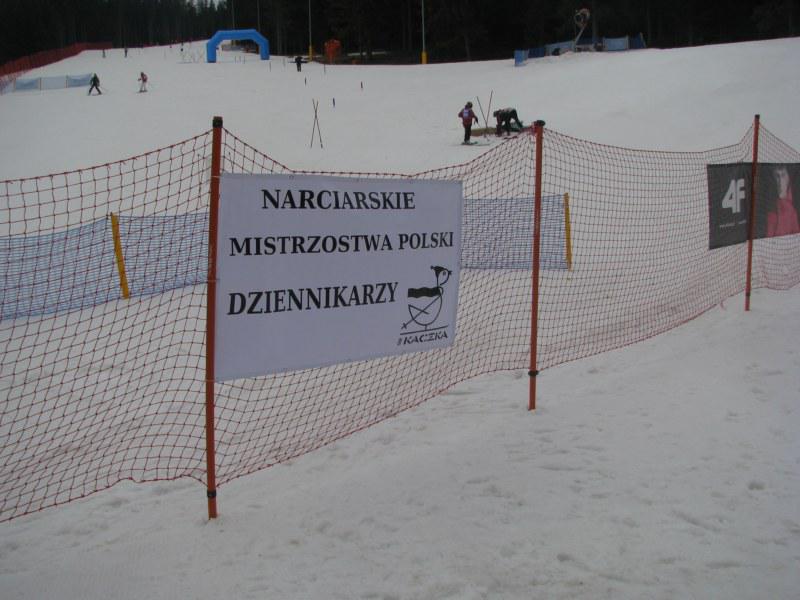 NARCIARSKIE
MISTRZOSTWA POLSKI
DZIENNIKARZY
KACZKA
4F